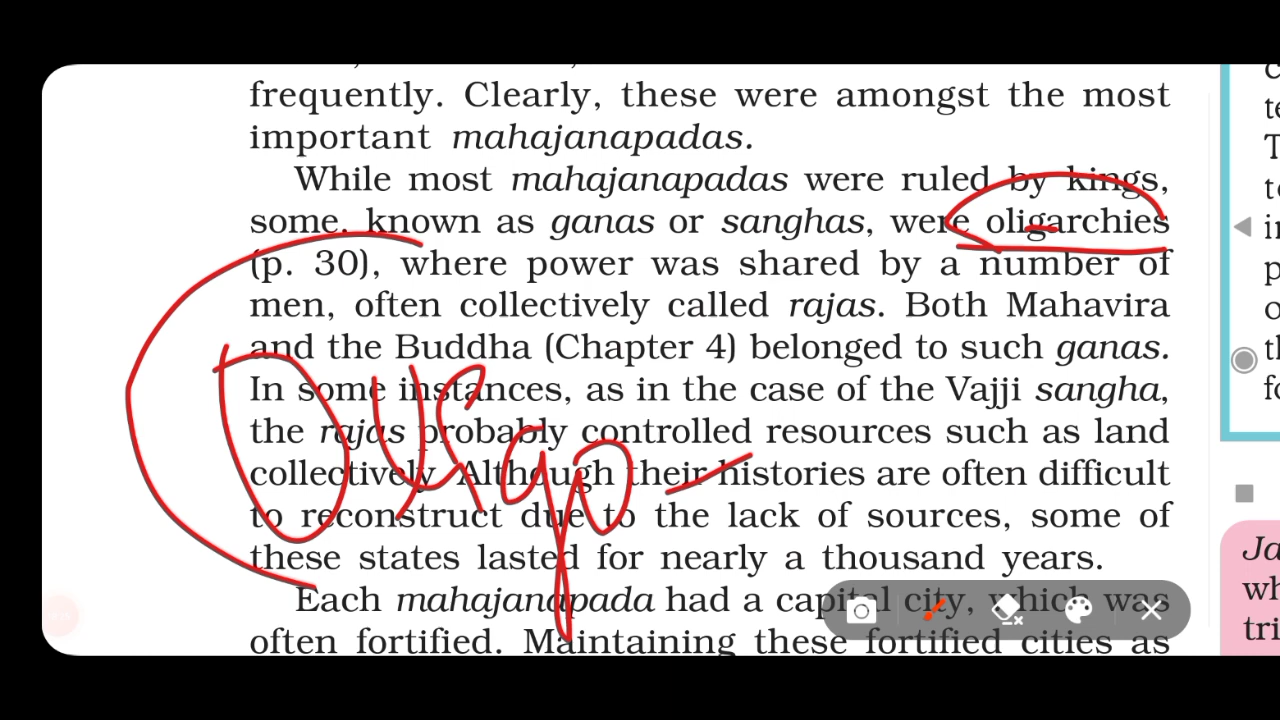 frequently. Clearly, these were amongst the most
important mahajanapadas.
While most mahajanapadas were ruled by kings,
some, known as ganas or sanghas, were oligarchies
(p. 30), where power was shared by a number of
men, often collectively called rajas. Both Mahavira
and the Buddha (Chapter 4) belonged to such ganas.
In some instances, as in the case of the Vajji sangha,
the rajas probably controlled resources such as land
collectively. Although their histories are often difficult
to reconstruct due to the lack of sources, some of
these states lasted for nearly a thousand years.
Each mahajanapada had a capital city, which was
often fortified. Maintaining these fortified cities as